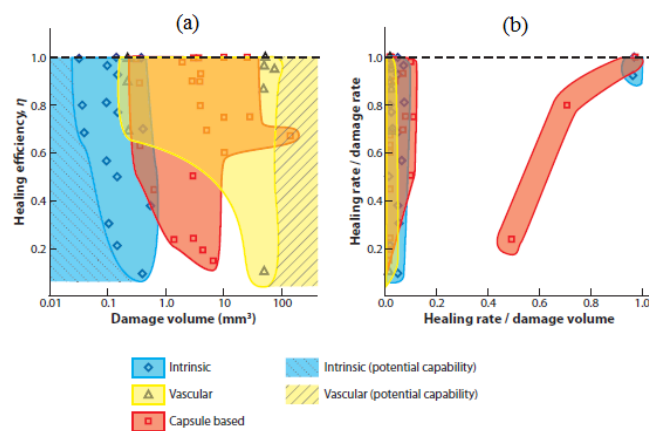 (a)
(b)
Healing efficiency, η
1.0
0.8
0.6
0.4
0.2
0.01
0.1
1.0
10
100
Damage volume (mm³)
Healing rate / damage rate
1.0
0.8
0.6
0.4
0.2
0.0
0.2
0.4
0.6
0.8
1.0
Healing rate / damage volume
Intrinsic
Intrinsic (potential capability)
Vascular
Vascular (potential capability)
Capsule based